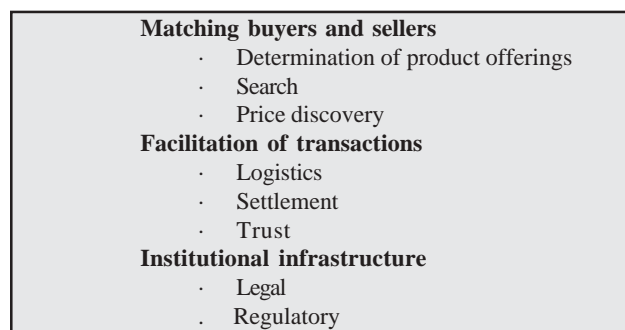 Matching buyers and sellers
· Determination of product offerings
· Search
· Price discovery
Facilitation of transactions
· Logistics
· Settlement
· Trust
Institutional infrastructure
· Legal
. Regulatory